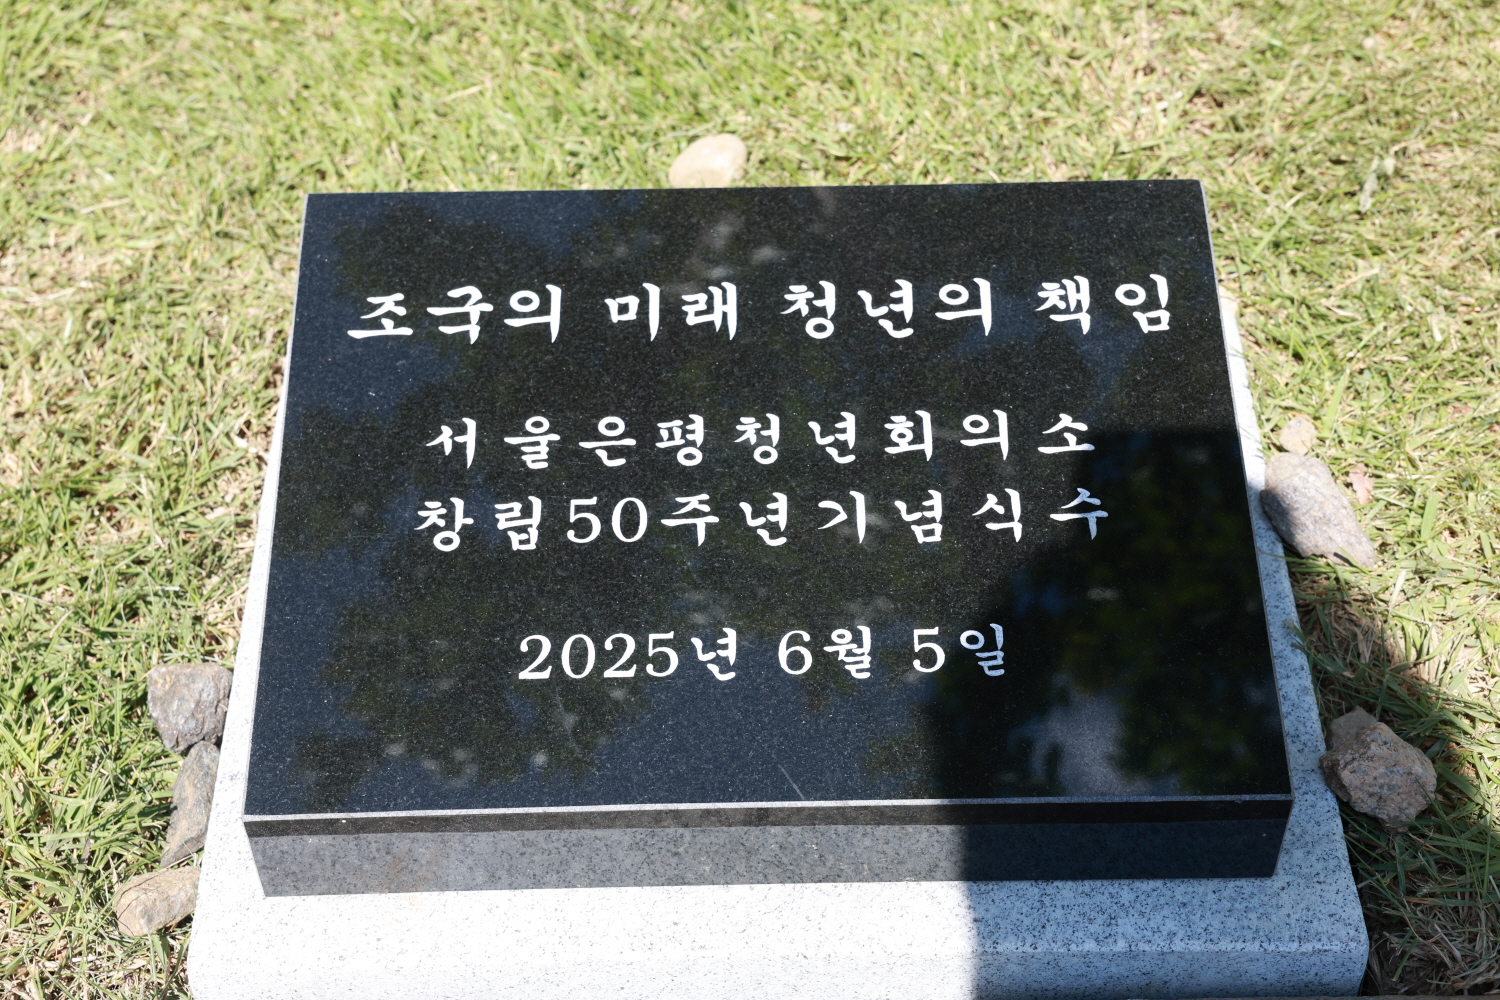 조국의 미래 청년의 책임
서울은평청년회의소
창립50주년기념식수
2025년 6월 5일